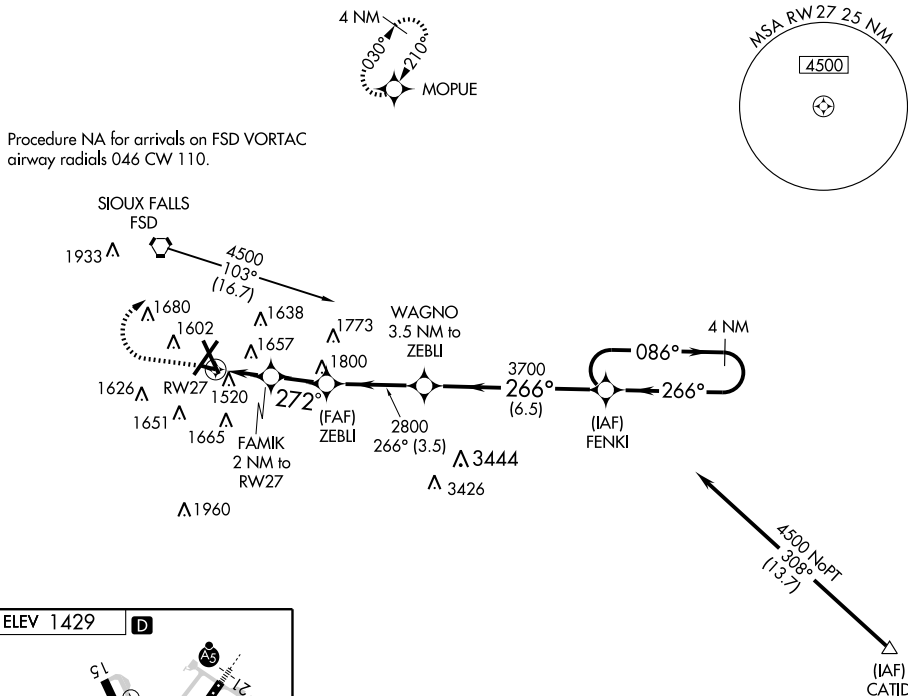 4 NM
030°
210°
MOPUE
MSA RW27 25 NM
4500
Procedure NA for arrivals on FSD VORTAC
airway radials 046 CW 110.
SIOUX FALLS
FSD
1933
4500
103°
(16.7)
1680
1638
1602
1657
1773
WAGNO
3.5 NM to
ZEBLI
4 NM
1800
3700
266°
(6.5)
086°
266°
1626
RW27
1520
272°
1651
1665
FAMIK
2 NM to
RW27
(FAF)
ZEBLI
2800
266° (3.5)
(IAF)
FENKI
3444
3426
1960
4500 NoPT
308°
(13.7)
(IAF)
CATID
ELEV 1429
D
15
A5
21